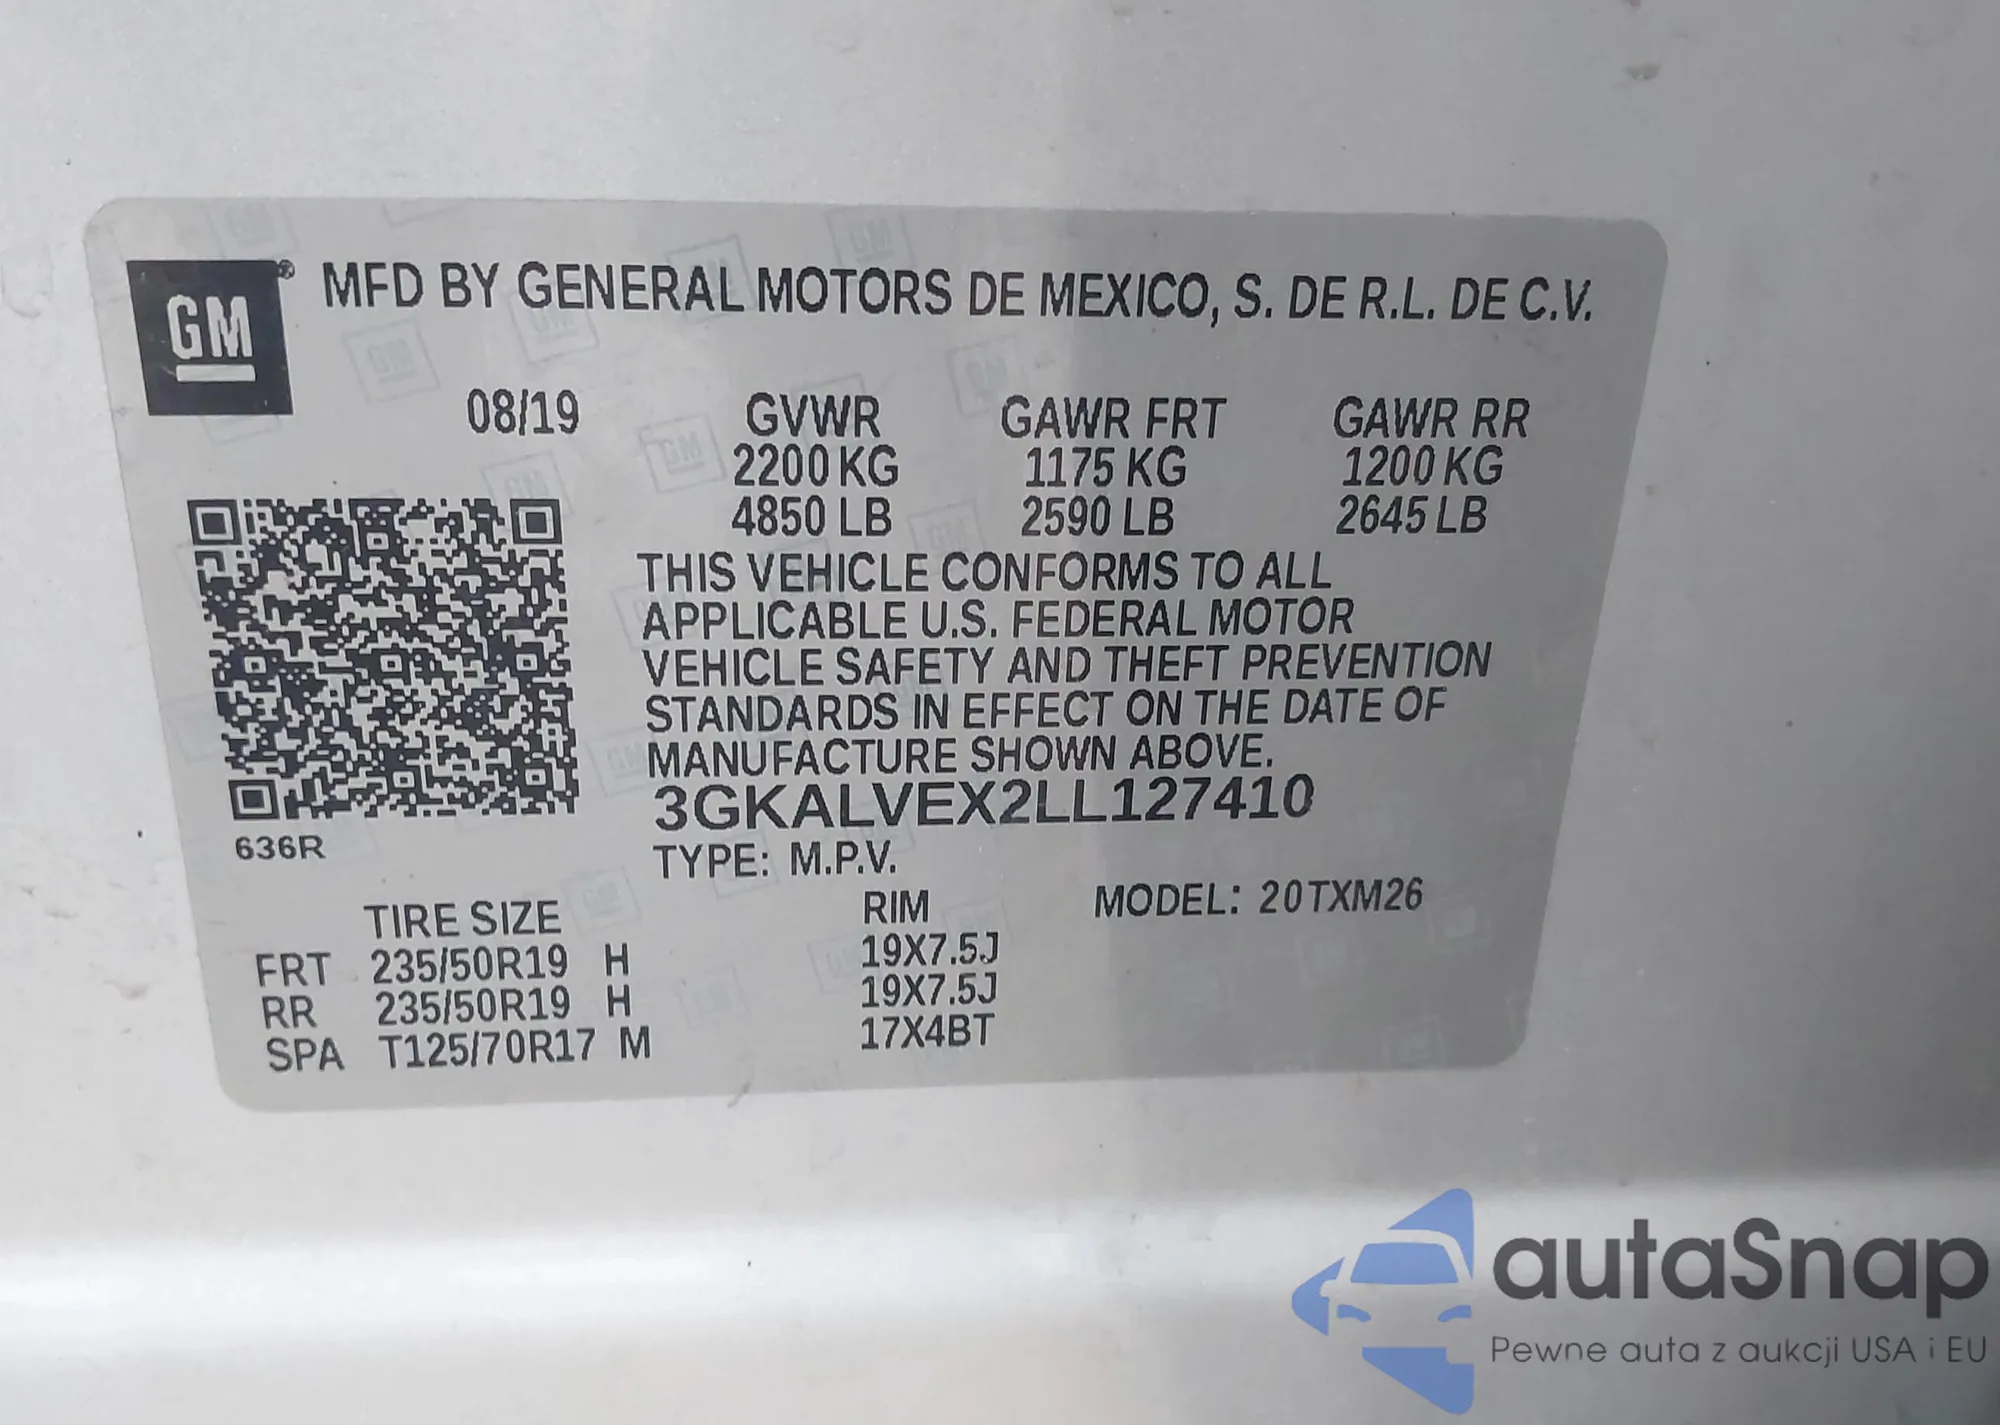 GM ®
MFD BY GENERAL MOTORS DE MEXICO, S. DE R.L. DE C.V.
08/19 GVWR GAWR FRT GAWR RR
2200 KG 1175 KG 1200 KG
4850 LB 2590 LB 2645 LB
THIS VEHICLE CONFORMS TO ALL
APPLICABLE U.S. FEDERAL MOTOR
VEHICLE SAFETY AND THEFT PREVENTION
STANDARDS IN EFFECT ON THE DATE OF
MANUFACTURE SHOWN ABOVE.
3GKALVEX2LL127410
636R
TYPE: M.P.V.
TIRE SIZE RIM MODEL: 20TXM26
FRT 235/50R19 H 19X7.5J
RR 235/50R19 H 19X7.5J
SPA T125/70R17 M 17X4BT
autaSnap
Pewne auta z aukcji USA i EU